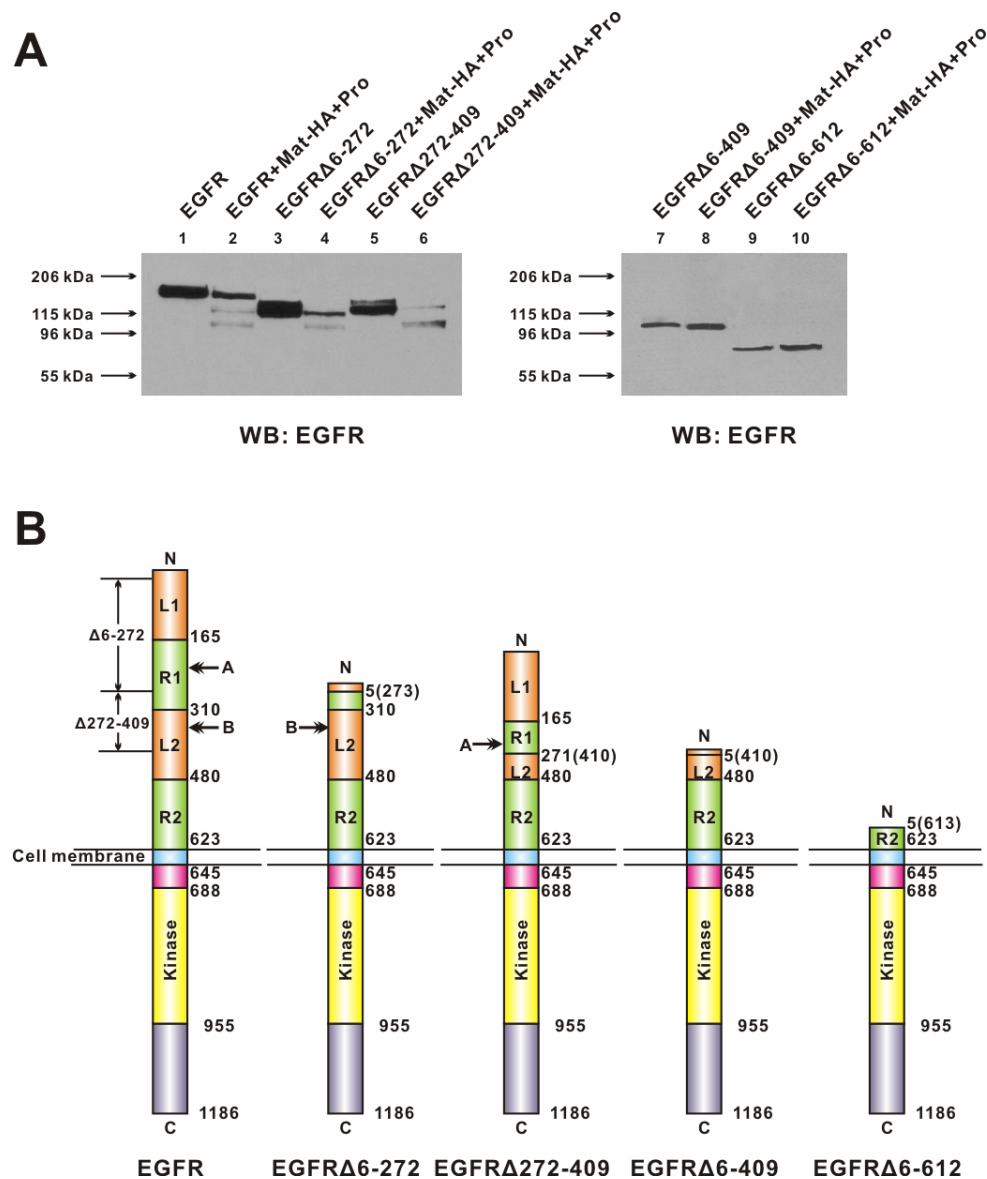 A
EGFR
EGFR+Mat-HA+Pro
EGFRΔ6-272
EGFRΔ6-272+Mat-HA+Pro
EGFRΔ272-409
EGFRΔ272-409+Mat-HA+Pro
EGFRΔ6-409
EGFRΔ6-409+Mat-HA+Pro
EGFRΔ6-612
EGFRΔ6-612+Mat-HA+Pro
1 2 3 4 5 6
7 8 9 10
206 kDa
115 kDa
96 kDa
55 kDa
206 kDa
115 kDa
96 kDa
55 kDa
WB: EGFR
WB: EGFR
B
N
L1
Δ6-272
165
R1
A
310
Δ272-409
B
L2
480
R2
623
Cell membrane
645
688
Kinase
955
1186
C
EGFR
N
5(273)
310
B
L2
480
R2
623
645
688
Kinase
955
1186
C
EGFRΔ6-272
N
L1
165
R1
A
271(410)
L2
480
R2
623
645
688
Kinase
955
1186
C
EGFRΔ272-409
N
5(410)
L2
480
R2
623
645
688
Kinase
955
1186
C
EGFRΔ6-409
N
5(613)
R2
623
645
688
Kinase
955
1186
C
EGFRΔ6-612